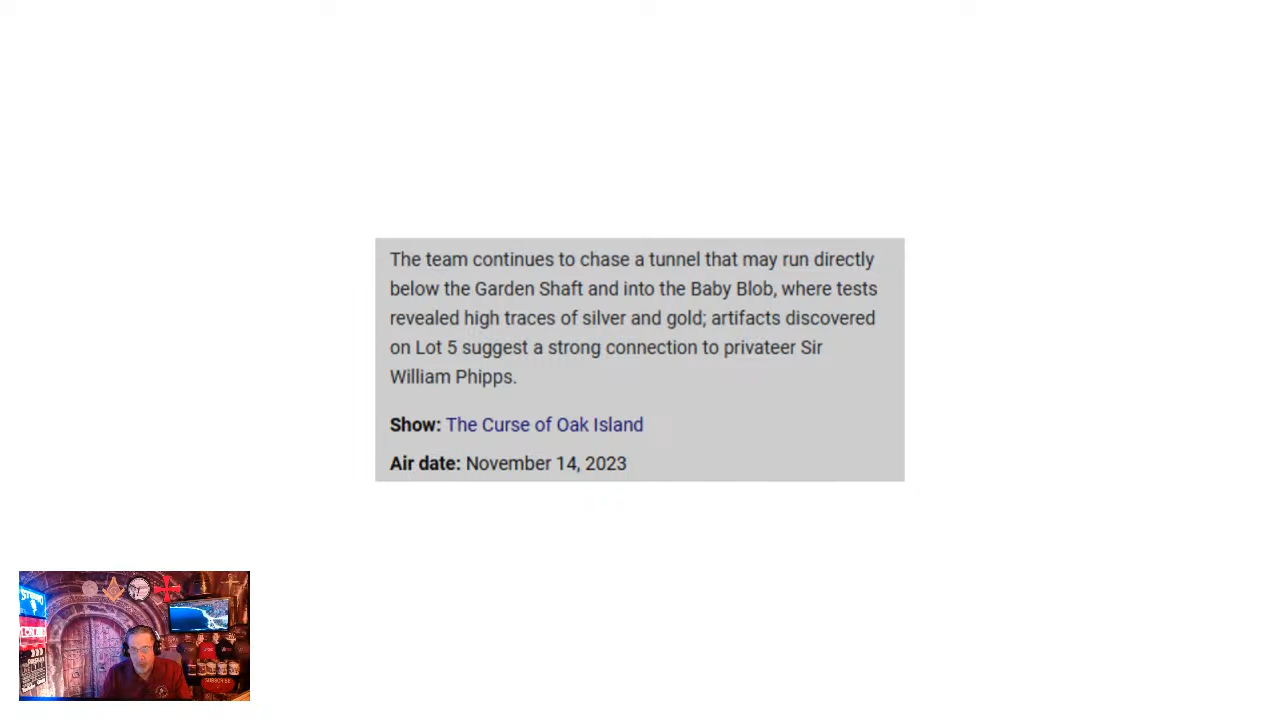 The team continues to chase a tunnel that may run directly
below the Garden Shaft and into the Baby Blob, where tests
revealed high traces of silver and gold; artifacts discovered
on Lot 5 suggest a strong connection to privateer Sir
William Phipps.
Show: The Curse of Oak Island
Air date: November 14, 2023
SUBSCRIBE